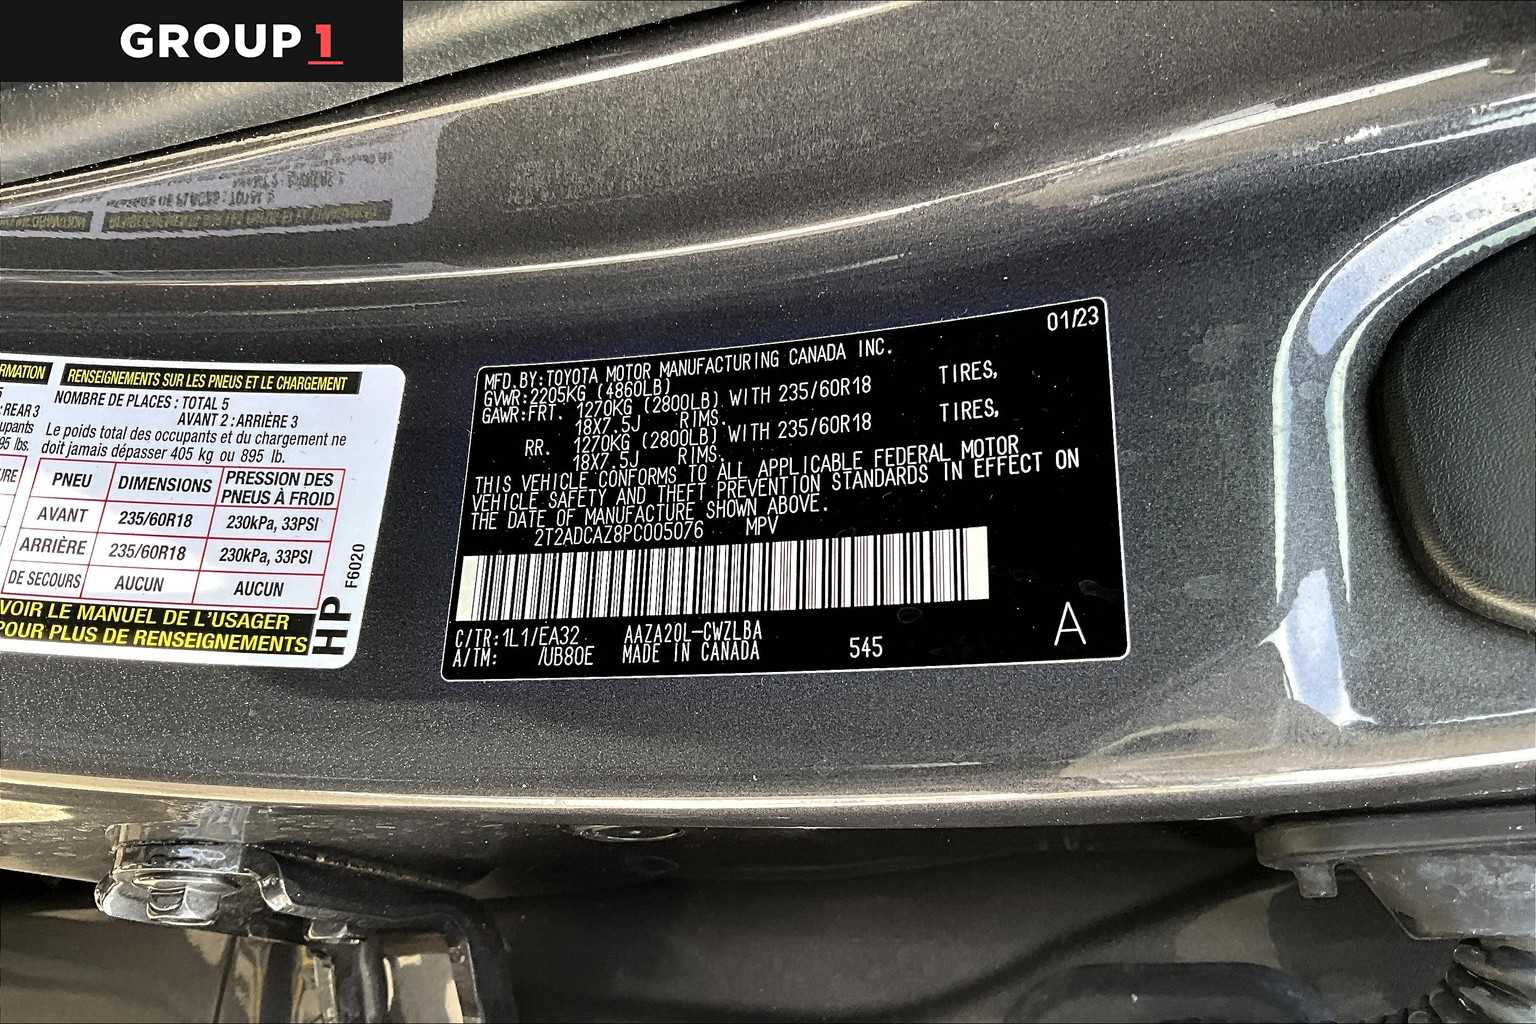 GROUP 1
RMATION
RENSEIGNEMENTS SUR LES PNEUS ET LE CHARGEMENT
NOMBRE DE PLACES : TOTAL 5
REAR 3
AVANT 2 : ARRIÈRE 3
upants
Le poids total des occupants et du chargement ne
95 lbs.
doit jamais dépasser 405 kg ou 895 lb.
PNEU DIMENSIONS PRESSION DES PNEUS À FROID
AVANT 235/60R18 230kPa, 33PSI
ARRIÈRE 235/60R18 230kPa, 33PSI
DE SECOURS AUCUN AUCUN
VOIR LE MANUEL DE L'USAGER
POUR PLUS DE RENSEIGNEMENTS
HP F6020
01/23
MFD.BY:TOYOTA MOTOR MANUFACTURING CANADA INC.
GVWR:2205KG (4860LB)
GAWR:FRT. 1270KG (2800LB) WITH 235/60R18 TIRES,
18X7.5J RIMS.
RR. 1270KG (2800LB) WITH 235/60R18 TIRES,
18X7.5J RIMS.
THIS VEHICLE CONFORMS TO ALL APPLICABLE FEDERAL MOTOR
VEHICLE SAFETY AND THEFT PREVENTION STANDARDS IN EFFECT ON
THE DATE OF MANUFACTURE SHOWN ABOVE.
2T2ADCAZ8PC005076 MPV
C/TR:1L1/EA32 AAZA20L-CWZLBA
A/TM: /UB80E MADE IN CANADA 545
A